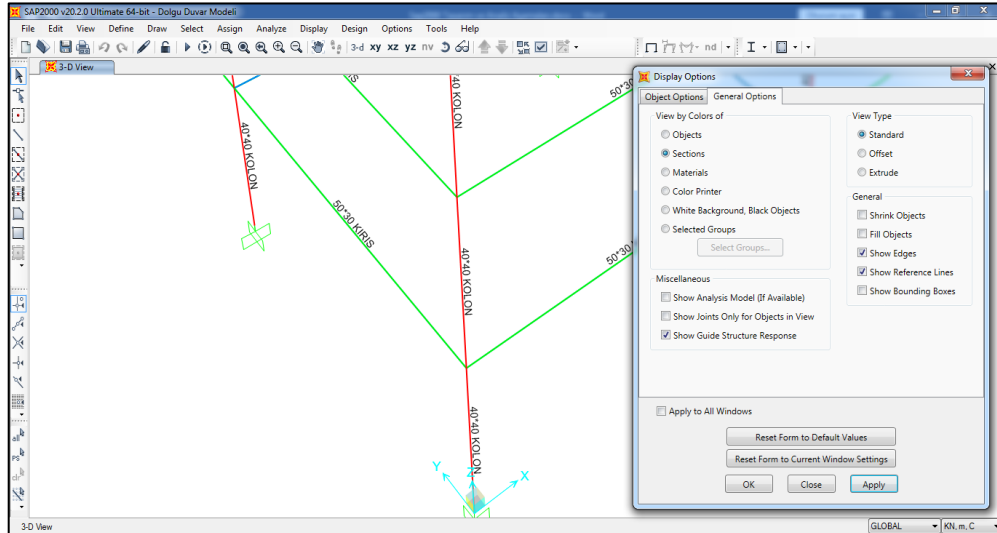 SAP2000 v20.2.0 Ultimate 64-bit - Dolgu Duvar Modeli
File Edit View Define Draw Select Assign Analyze Display Design Options Tools Help
3-d xy xz yz nv nd
3-D View
40*40 KOLON
40*40 KOLON
50*30 KIRIS
40*40 KOLON
40*40 KOLON
Y Z X
all
PS
clr
Display Options
Object Options General Options
View by Colors of
Objects
Sections
Materials
Color Printer
White Background, Black Objects
Selected Groups
Select Groups...
Miscellaneous
Show Analysis Model (If Available)
Show Joints Only for Objects in View
Show Guide Structure Response
View Type
Standard
Offset
Extrude
General
Shrink Objects
Fill Objects
Show Edges
Show Reference Lines
Show Bounding Boxes
Apply to All Windows
Reset Form to Default Values
Reset Form to Current Window Settings
OK Close Apply
3-D View GLOBAL KN, m, C